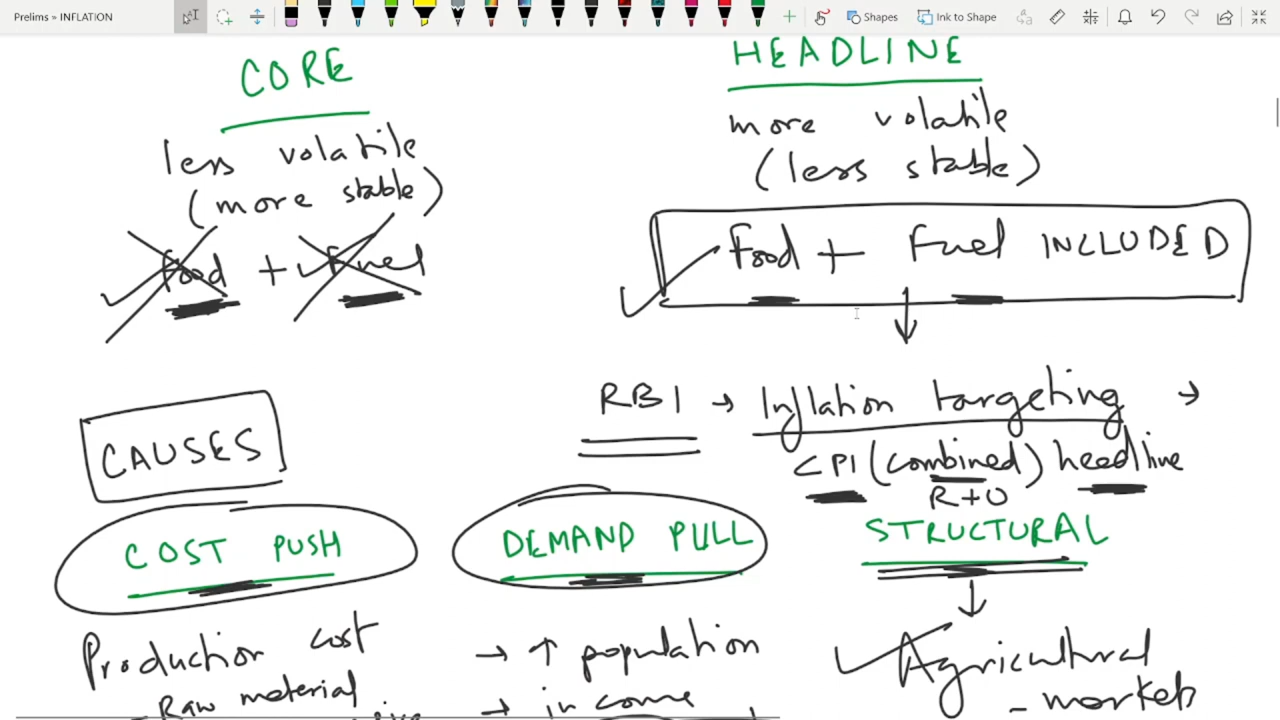 Prelims » INFLATION
Shapes
Ink to Shape
CORE
less volatile
(more stable)
Food + Fuel
HEADLINE
more volatile
(less stable)
Food + Fuel INCLUDED
RBI → Inflation targeting →
CPI (combined) headline
CAUSES
COST PUSH
Production cost
- Raw material
DEMAND PULL
→ ↑ population
→ income
STRUCTURAL
Agricultural
- markets